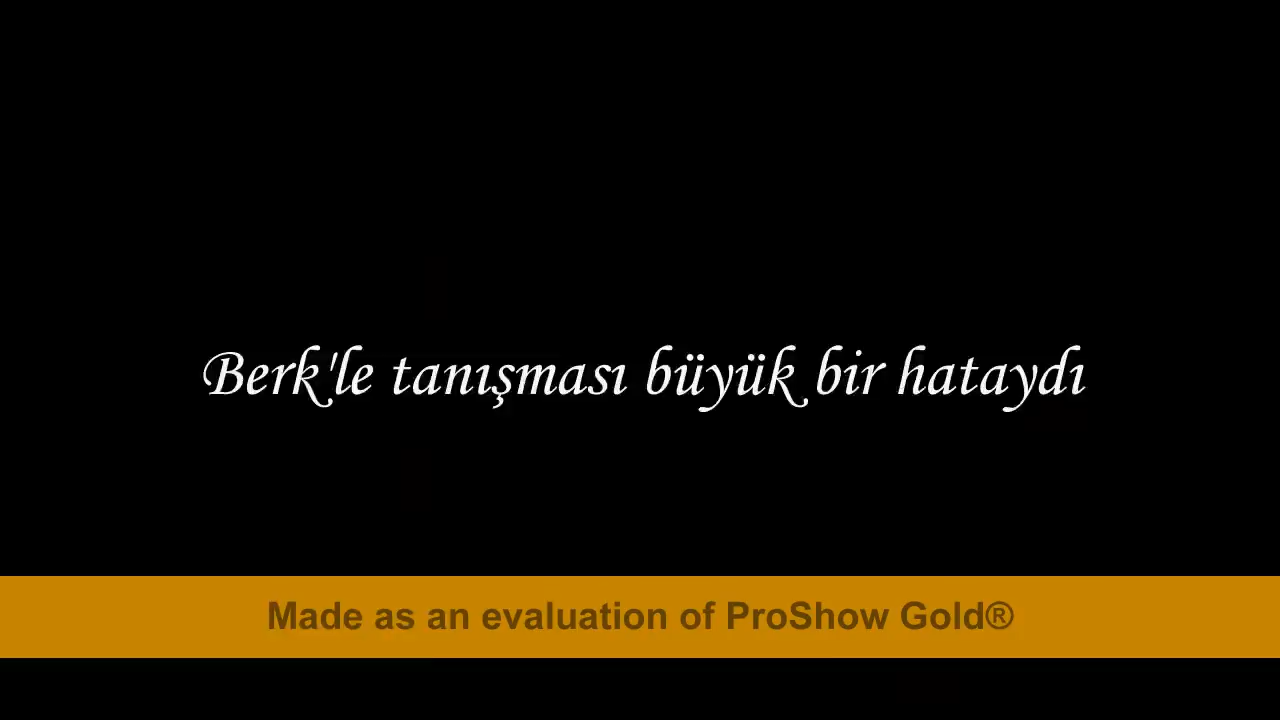 Berk'le tanışması büyük bir hataydı
Made as an evaluation of ProShow Gold®